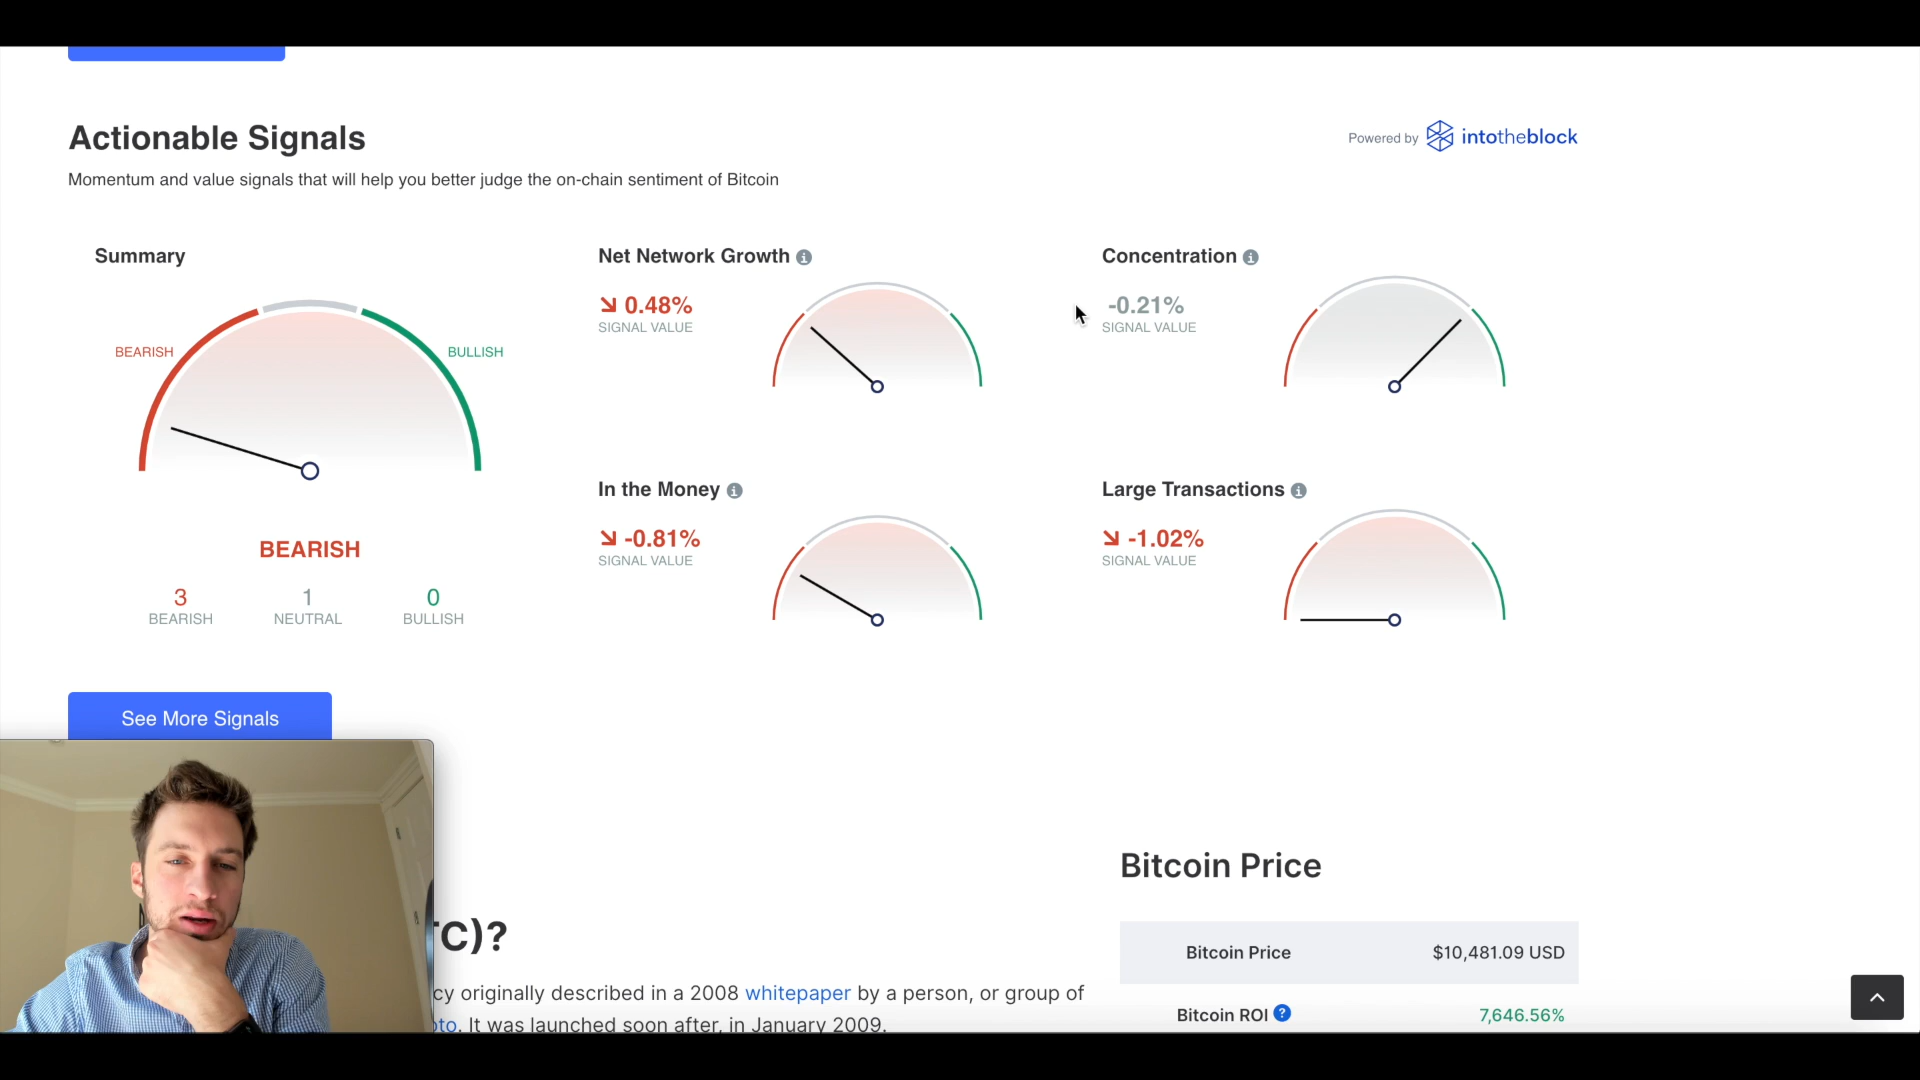 Actionable Signals
Powered by intotheblock
Momentum and value signals that will help you better judge the on-chain sentiment of Bitcoin
Summary
BEARISH
BULLISH
BEARISH
3
BEARISH
1
NEUTRAL
0
BULLISH
Net Network Growth
0.48%
SIGNAL VALUE
Concentration
-0.21%
SIGNAL VALUE
In the Money
-0.81%
SIGNAL VALUE
Large Transactions
-1.02%
SIGNAL VALUE
See More Signals
TC)?
cy originally described in a 2008 whitepaper by a person, or group of
oto. It was launched soon after, in January 2009.
Bitcoin Price
Bitcoin Price $10,481.09 USD
Bitcoin ROI ? 7,646.56%